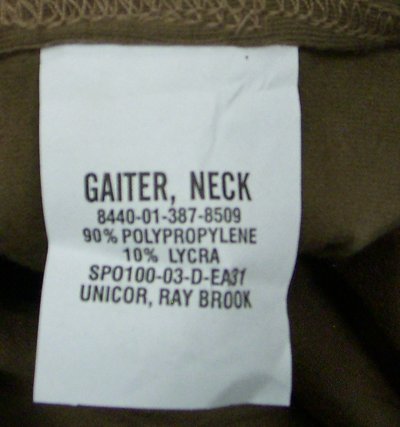 GAITER, NECK
8440-01-387-8509
90% POLYPROPYLENE
10% LYCRA
SPO100-03-D-EA31
UNICOR, RAY BROOK